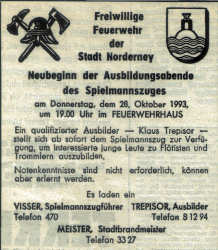 Freiwillige
Feuerwehr
der
Stadt Norderney
Neubeginn der Ausbildungsabende
des Spielmannszuges
am Donnerstag, dem 28. Oktober 1993,
um 19.00 Uhr im FEUERWEHRHAUS
Ein qualifizierter Ausbilder — Klaus Trepisor —
stellt sich ab sofort dem Spielmannszug zur Verfü-
gung, um interessierte junge Leute zu Flötisten und
Trommlern auszubilden.
Notenkenntnisse sind nicht erforderlich, können
aber erlernt werden.
Es laden ein
VISSER, Spielmannszugführer TREPISOR, Ausbilder
Telefon 470 Telefon 8 12 94
MEISTER, Stadtbrandmeister
Telefon 33 27